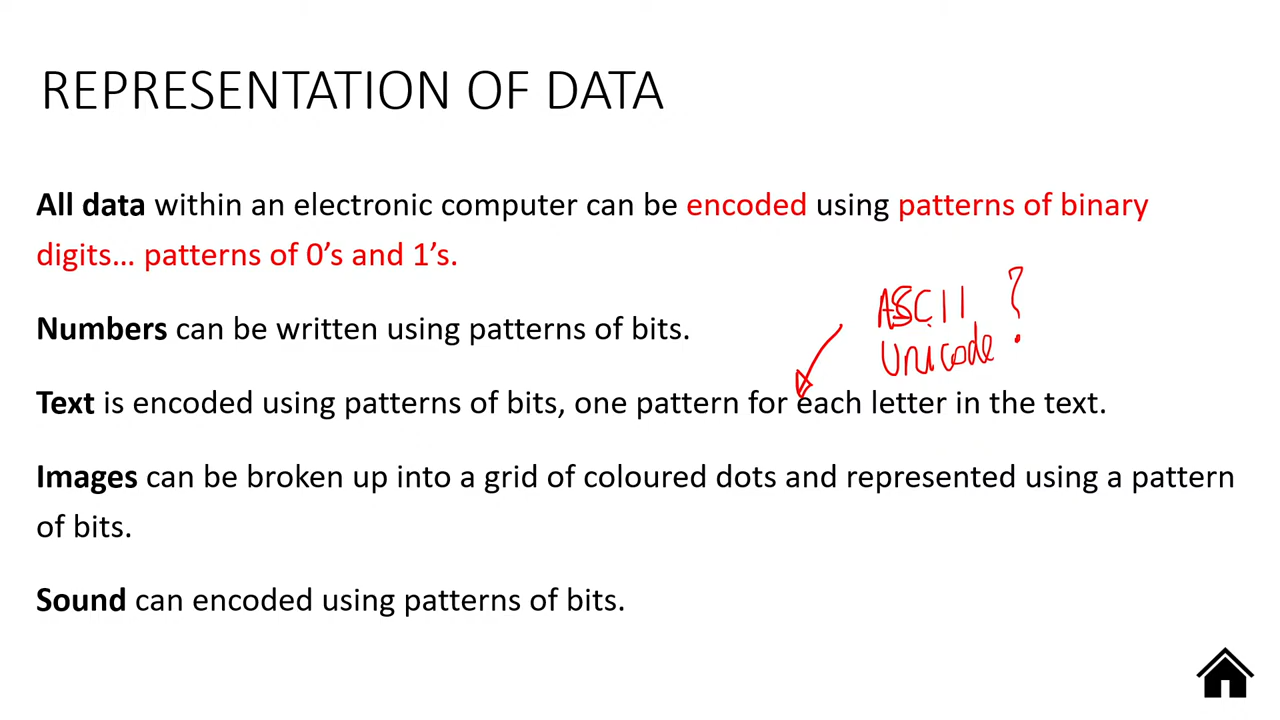 REPRESENTATION OF DATA
All data within an electronic computer can be encoded using patterns of binary
digits… patterns of 0’s and 1’s.
ASCII ?
Unicode
Numbers can be written using patterns of bits.
Text is encoded using patterns of bits, one pattern for each letter in the text.
Images can be broken up into a grid of coloured dots and represented using a pattern
of bits.
Sound can encoded using patterns of bits.